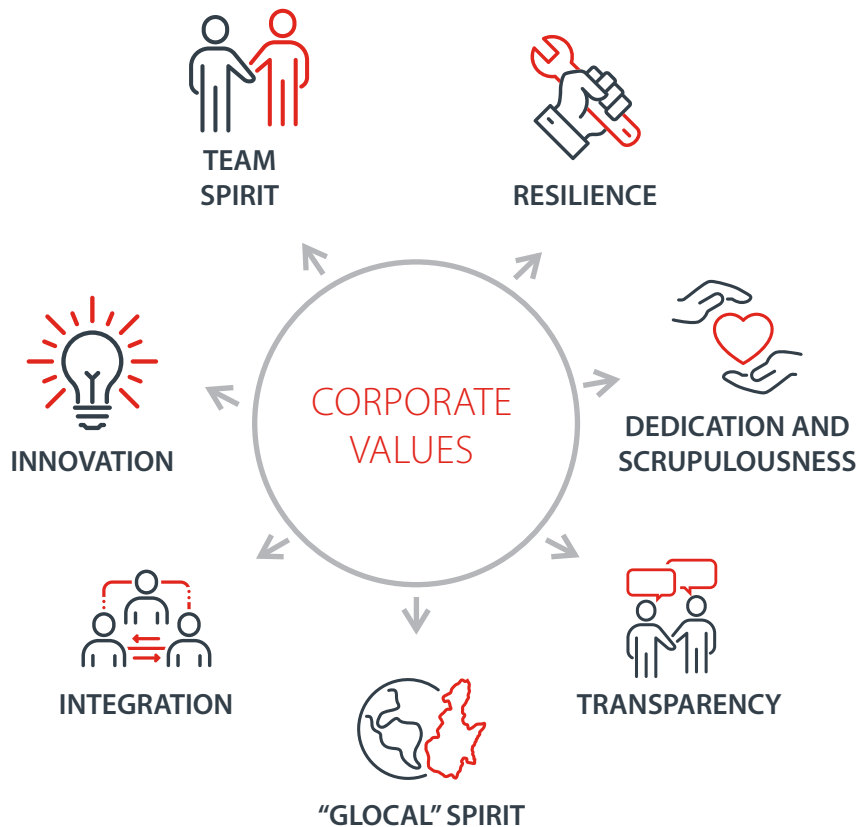 TEAM
SPIRIT
RESILIENCE
DEDICATION AND
SCRUPULOUSNESS
TRANSPARENCY
“GLOCAL” SPIRIT
INTEGRATION
INNOVATION
CORPORATE
VALUES